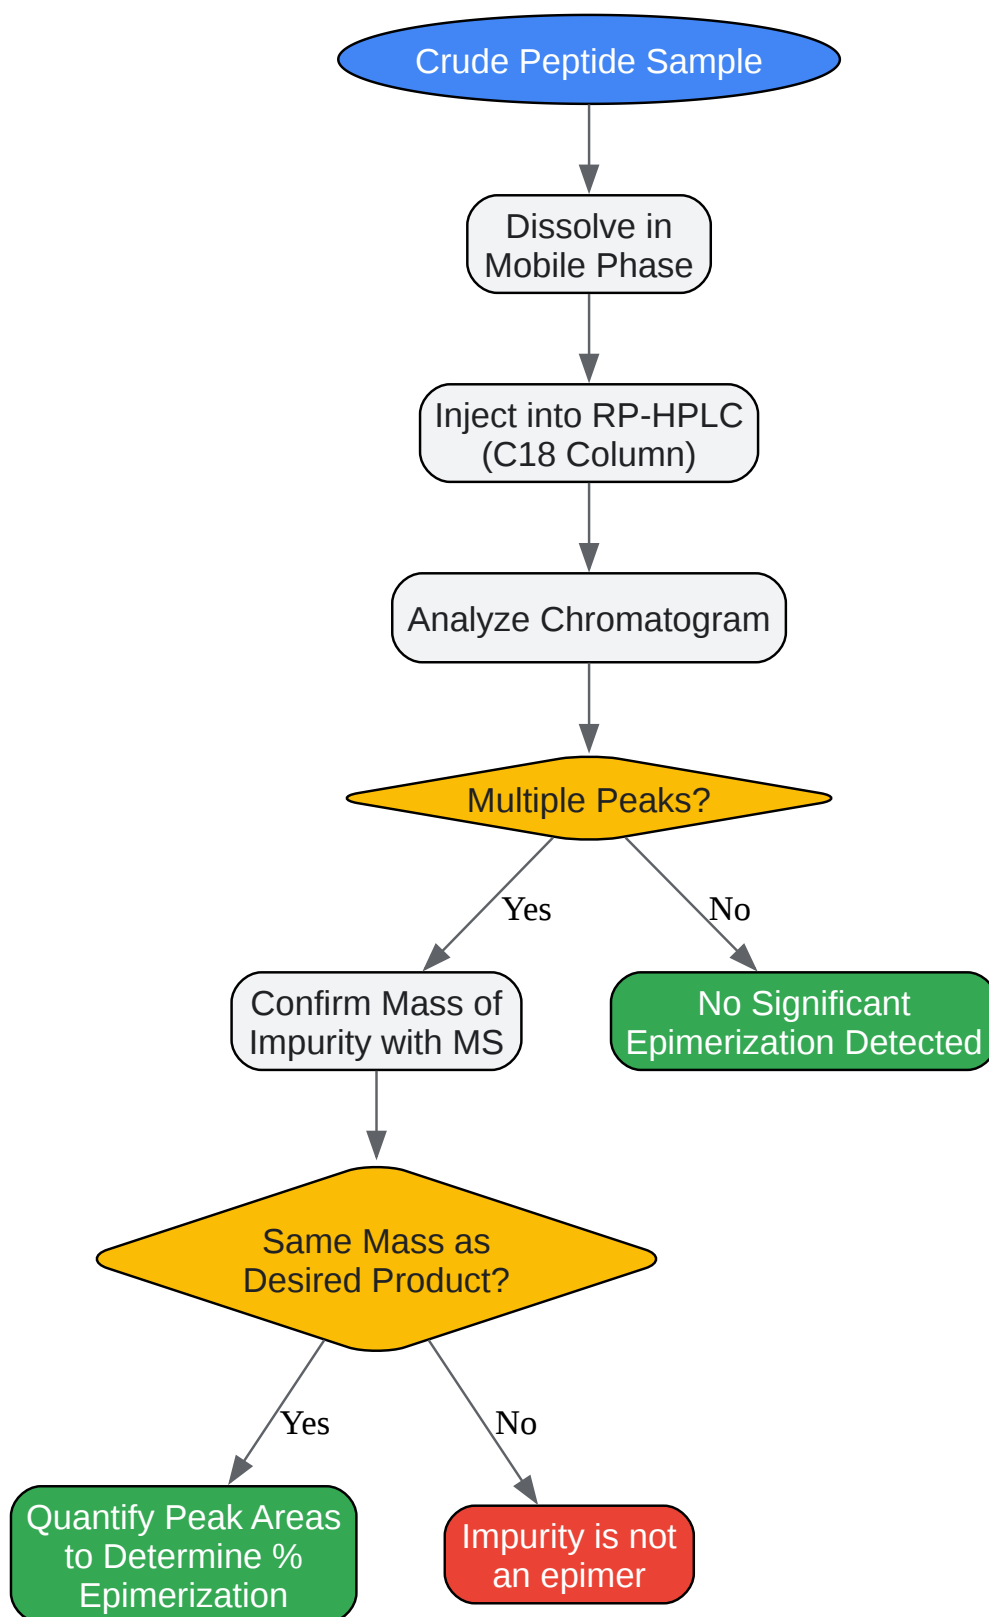 Crude Peptide Sample
Dissolve in
Mobile Phase
Inject into RP-HPLC
(C18 Column)
Analyze Chromatogram
Multiple Peaks?
Yes
No
Confirm Mass of
Impurity with MS
No Significant
Epimerization Detected
Same Mass as
Desired Product?
Yes
No
Quantify Peak Areas
to Determine %
Epimerization
Impurity is not
an epimer